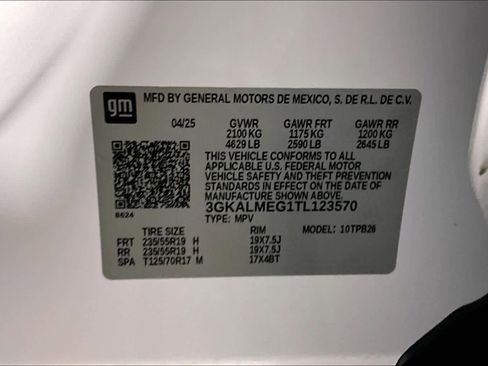 gm MFD BY GENERAL MOTORS DE MEXICO, S. DE R.L. DE C.V.
04/25 GVWR GAWR FRT GAWR RR
2100 KG 1175 KG 1200 KG
4629 LB 2590 LB 2645 LB
THIS VEHICLE CONFORMS TO ALL
APPLICABLE U.S. FEDERAL MOTOR
VEHICLE SAFETY AND THEFT PREVENTION
STANDARDS IN EFFECT ON THE DATE OF
MANUFACTURE SHOWN ABOVE.
3GKALMEG1TL123570
6624 TYPE: MPV
TIRE SIZE RIM MODEL: 10TPB26
FRT 235/55R19 H 19X7.5J
RR 235/55R19 H 19X7.5J
SPA T125/70R17 M 17X4BT